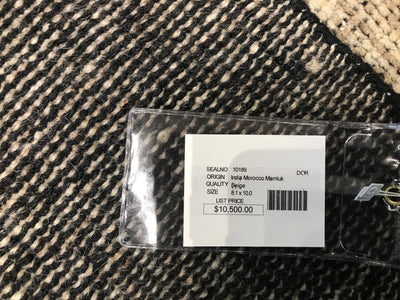 SEALNO 10189 DOR
ORIGIN India Morocco Mamluk
QUALITY Beige
SIZE 8.1 x 10.0
LIST PRICE
$10,500.00